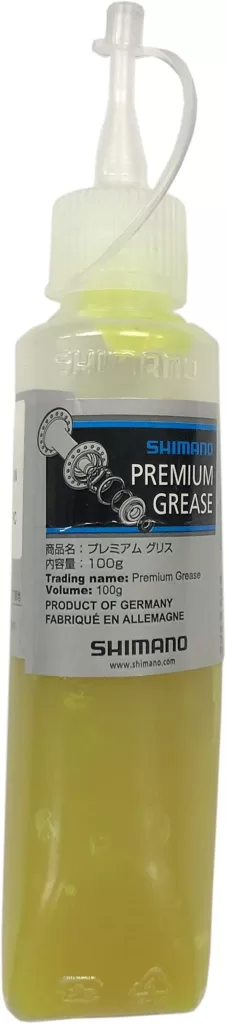 SHIMANO
SHIMANO
PREMIUM
GREASE
商品名：プレミアム グリス
内容量：100g
Trading name: Premium Grease
Volume: 100g
PRODUCT OF GERMANY
FABRIQUÉ EN ALLEMAGNE
SHIMANO
www.shimano.com